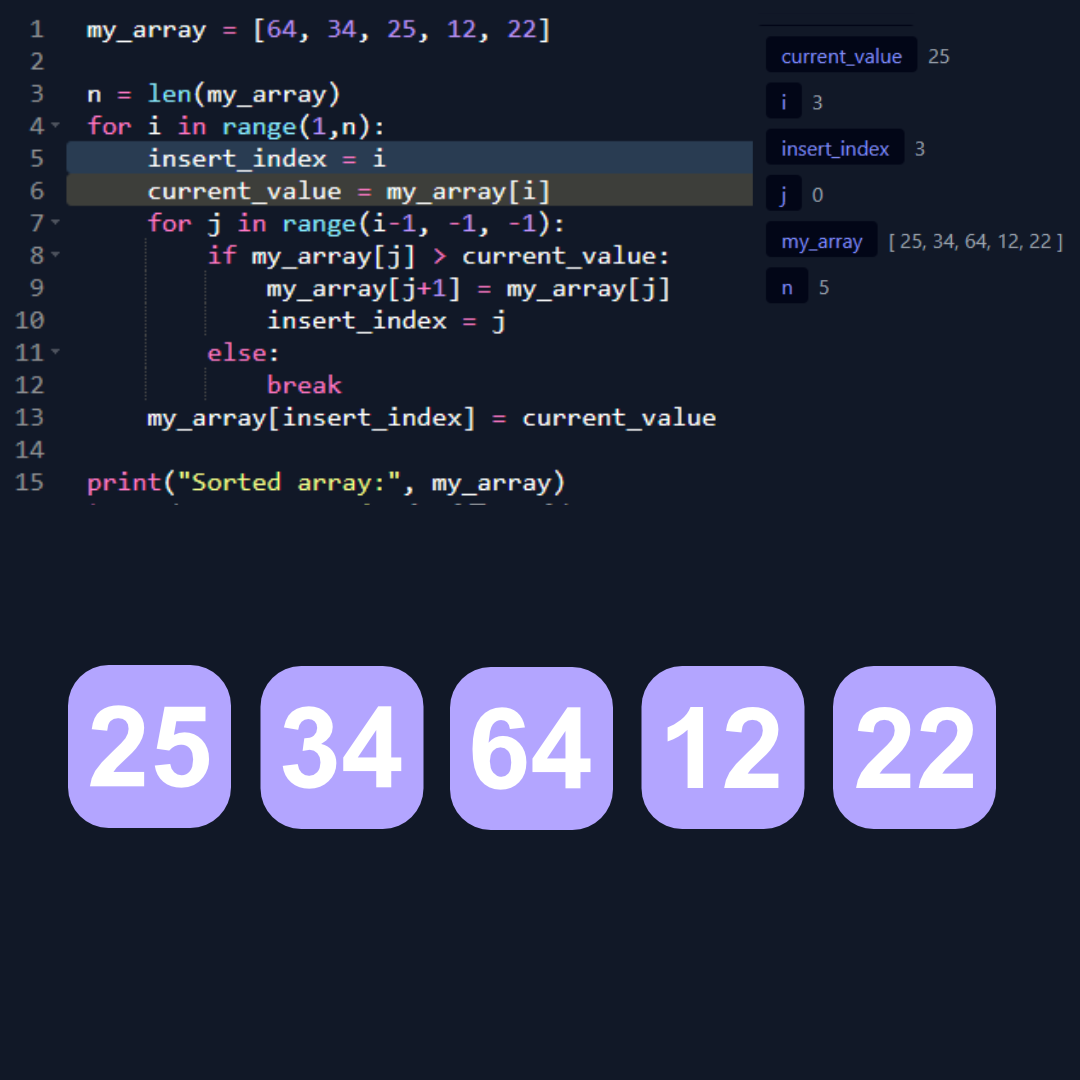 1 my_array = [64, 34, 25, 12, 22]
2
3 n = len(my_array)
4 for i in range(1,n):
5     insert_index = i
6     current_value = my_array[i]
7     for j in range(i-1, -1, -1):
8         if my_array[j] > current_value:
9             my_array[j+1] = my_array[j]
10             insert_index = j
11         else:
12             break
13     my_array[insert_index] = current_value
14
15 print("Sorted array:", my_array)
current_value 25
i 3
insert_index 3
j 0
my_array [ 25, 34, 64, 12, 22 ]
n 5
25 34 64 12 22